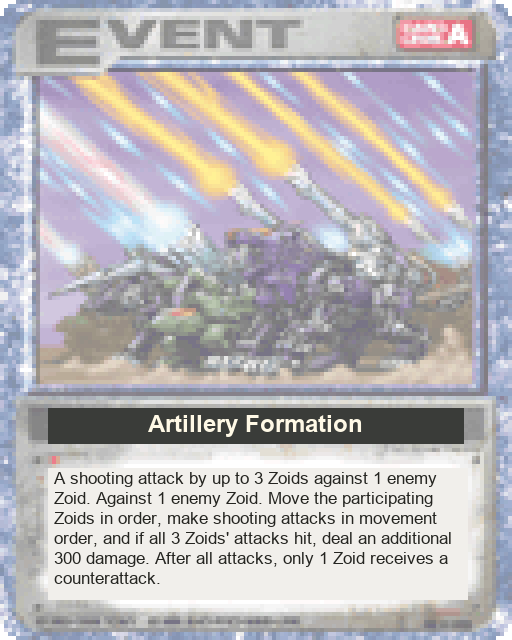 EVENT
CARD LEVEL A
Artillery Formation
A shooting attack by up to 3 Zoids against 1 enemy
Zoid. Against 1 enemy Zoid. Move the participating
Zoids in order, make shooting attacks in movement
order, and if all 3 Zoids' attacks hit, deal an additional
300 damage. After all attacks, only 1 Zoid receives a
counterattack.